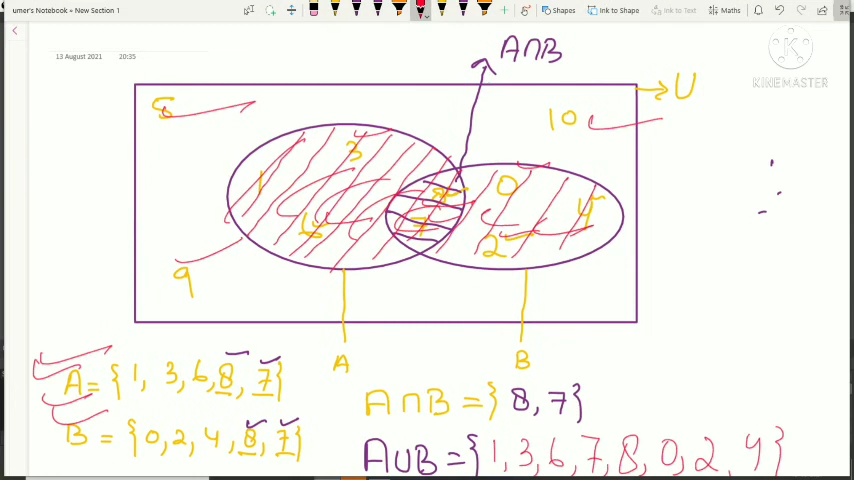 umer's Notebook » New Section 1
Shapes
Ink to Shape
Ink to Text
Maths
13 August 2021 20:35
KINEMASTER
A∩B
U
5
10
3
1
8
0
4
6
7
2
9
A
B
A = {1, 3, 6, 8, 7}
B = {0, 2, 4, 8, 7}
A∩B = {8, 7}
A∪B = {1, 3, 6, 7, 8, 0, 2, 4}